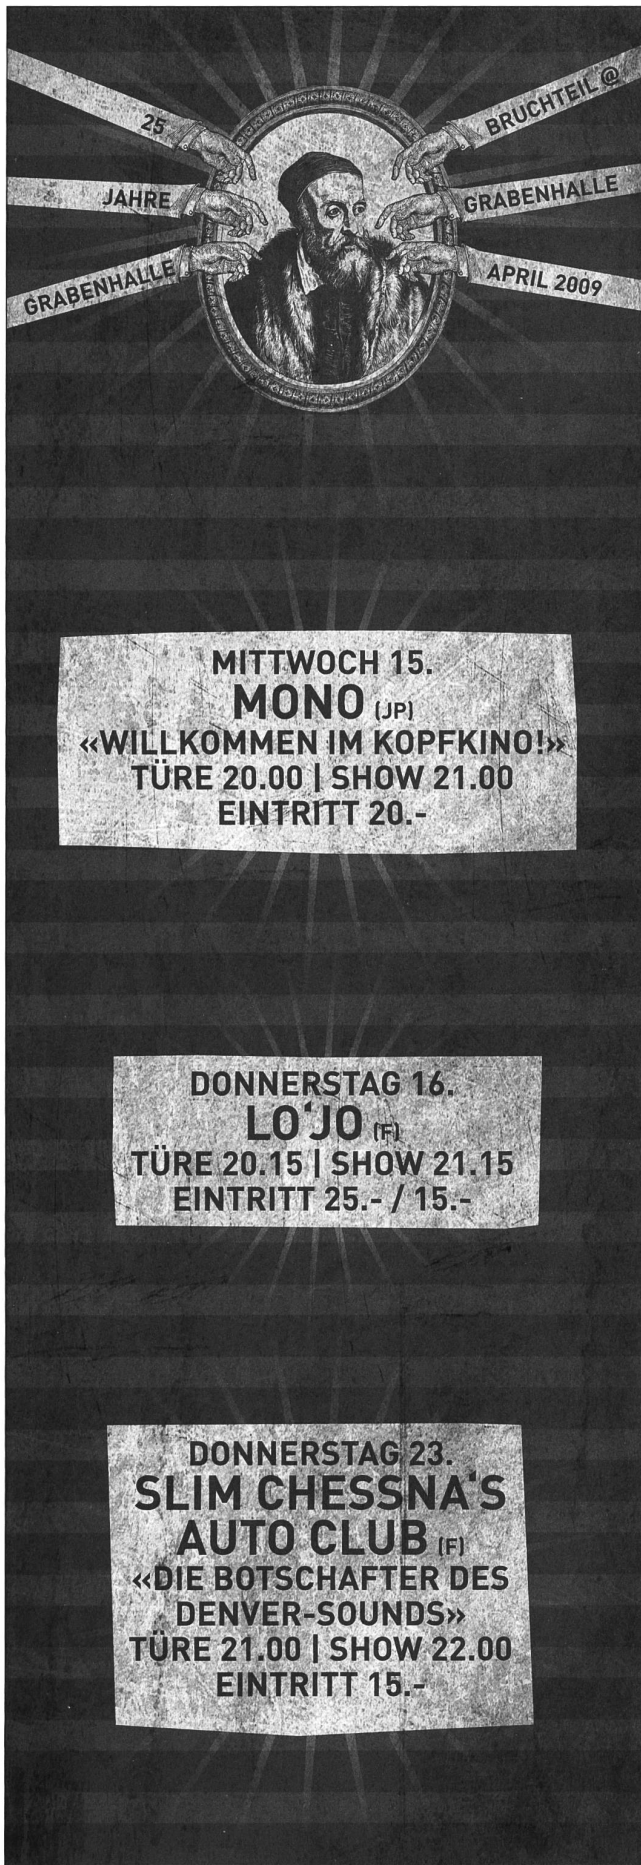 25
JAHRE
GRABENHALLE
BRUCHTEIL @
GRABENHALLE
APRIL 2009
MITTWOCH 15.
MONO (JP)
«WILLKOMMEN IM KOPFKINO!»
TÜRE 20.00 | SHOW 21.00
EINTRITT 20.-
DONNERSTAG 16.
LO‘JO (F)
TÜRE 20.15 | SHOW 21.15
EINTRITT 25.- / 15.-
DONNERSTAG 23.
SLIM CHESSNA‘S
AUTO CLUB (F)
«DIE BOTSCHAFTER DES
DENVER-SOUNDS»
TÜRE 21.00 | SHOW 22.00
EINTRITT 15.-